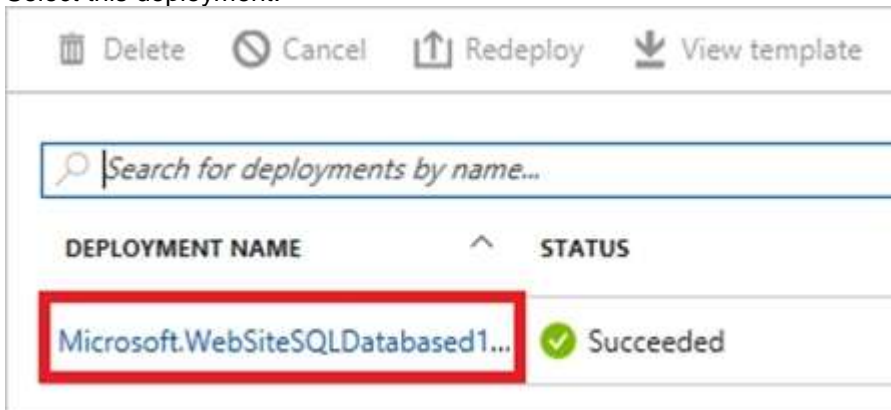 Delete Cancel Redeploy View template
Search for deployments by name...
DEPLOYMENT NAME STATUS
Microsoft.WebSiteSQLDatabased1... Succeeded